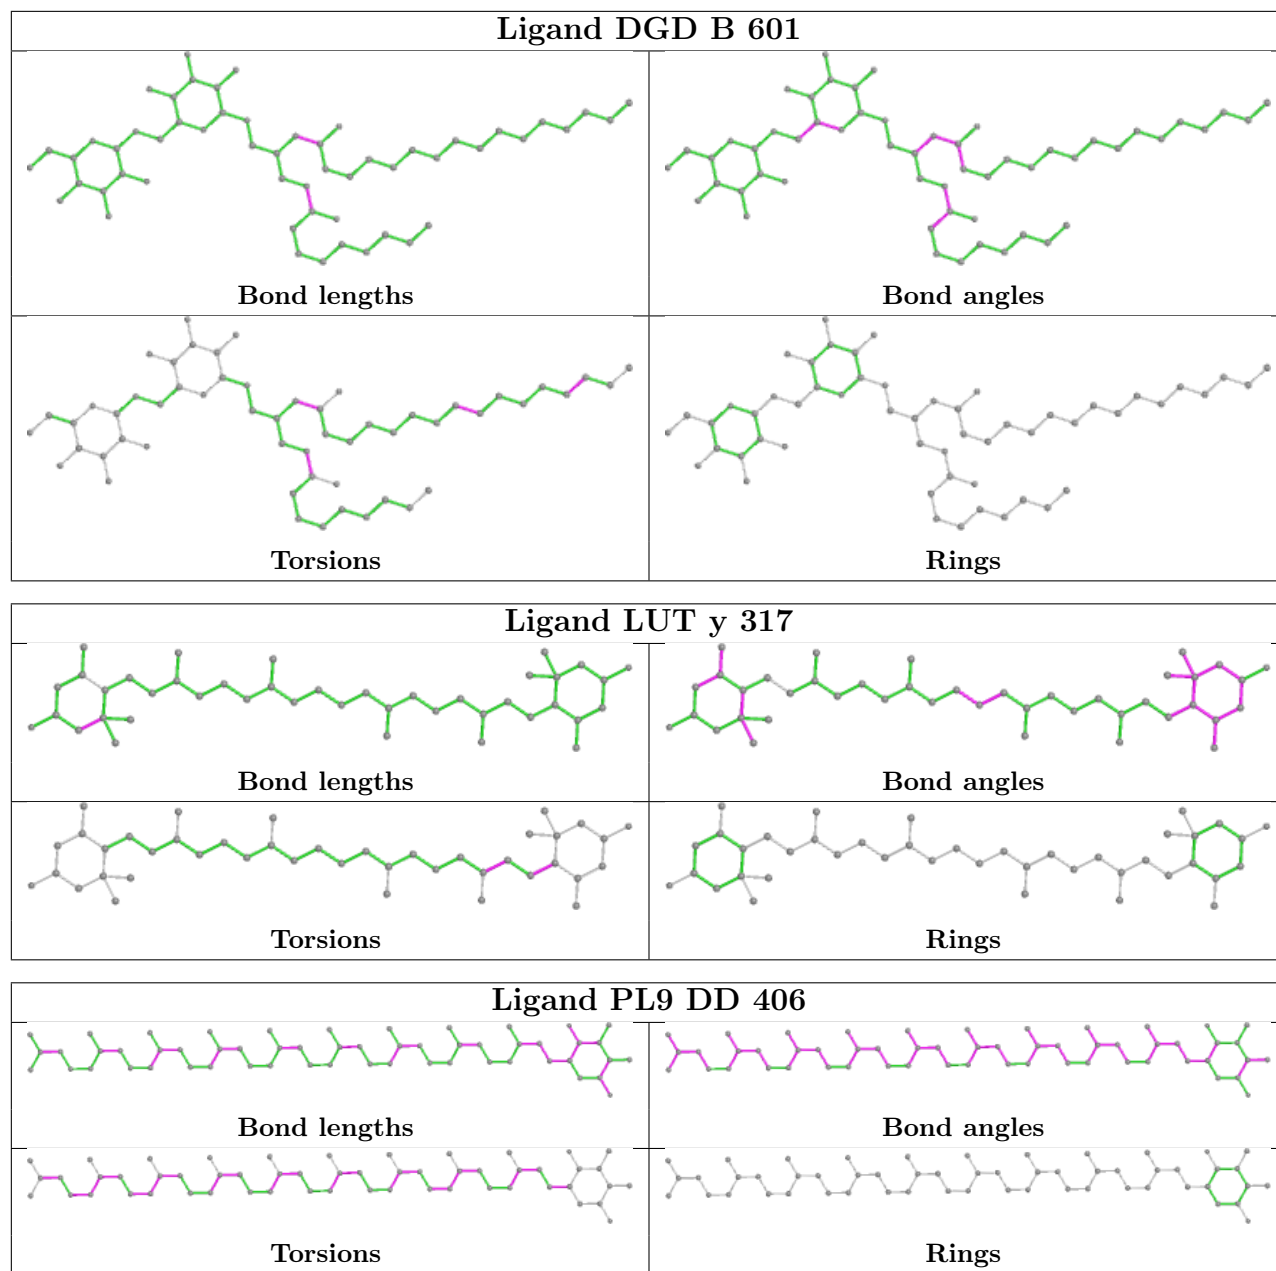 Ligand DGD B 601
Bond lengths
Bond angles
Torsions
Rings
Ligand LUT y 317
Bond lengths
Bond angles
Torsions
Rings
Ligand PL9 DD 406
Bond lengths
Bond angles
Torsions
Rings